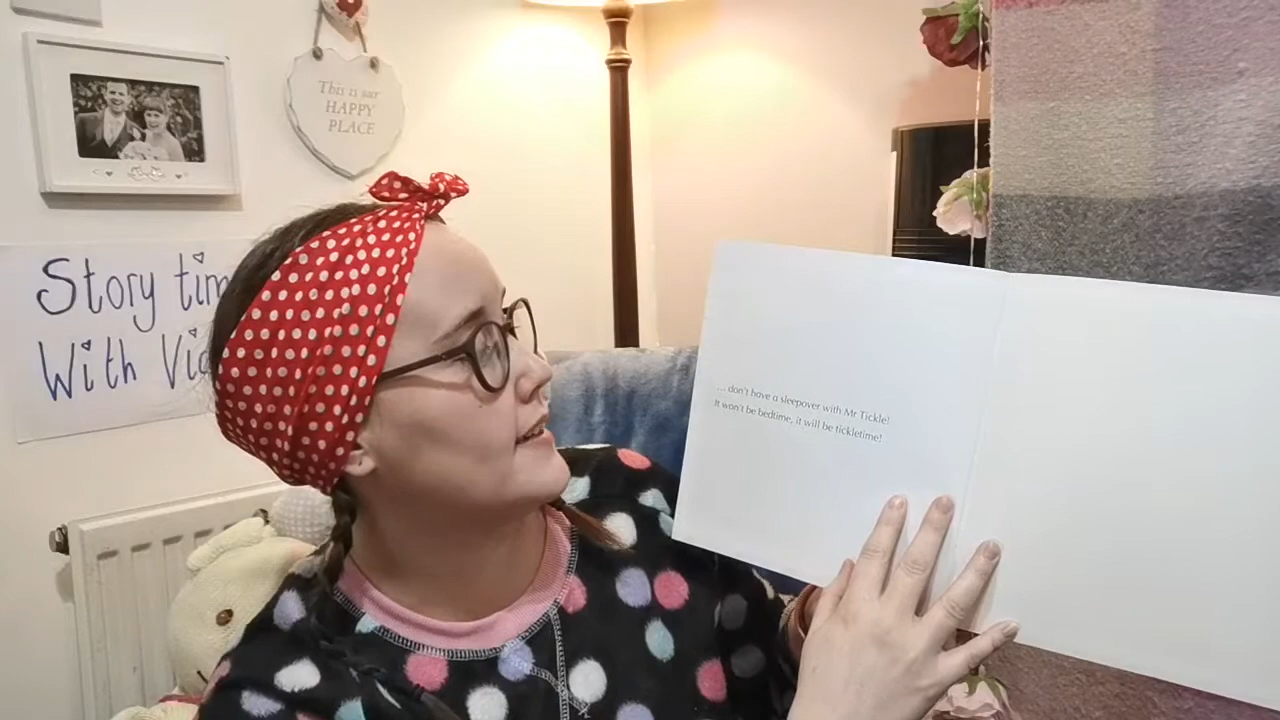 This is our
HAPPY
PLACE
Story tim
With Vic
... don't have a sleepover with Mr Tickle!
It won't be bedtime, it will be tickletime!